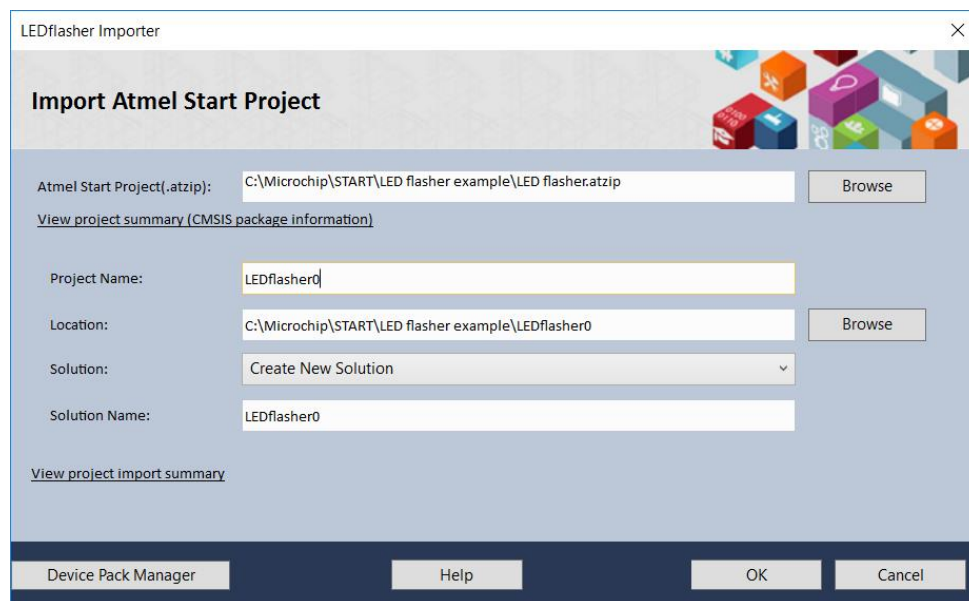 LEDflasher Importer
Import Atmel Start Project
0100
0110
Atmel Start Project(.atzip):
C:\Microchip\START\LED flasher example\LED flasher.atzip
Browse
View project summary (CMSIS package information)
Project Name:
LEDflasher0
Location:
C:\Microchip\START\LED flasher example\LEDflasher0
Browse
Solution:
Create New Solution
Solution Name:
LEDflasher0
View project import summary
Device Pack Manager
Help
OK
Cancel